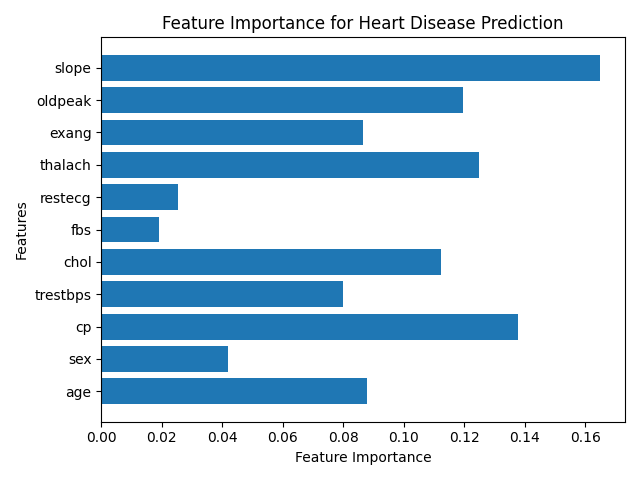 Feature Importance for Heart Disease Prediction
slope
oldpeak
exang
thalach
restecg
fbs
chol
trestbps
cp
sex
age
Features
0.00 0.02 0.04 0.06 0.08 0.10 0.12 0.14 0.16
Feature Importance